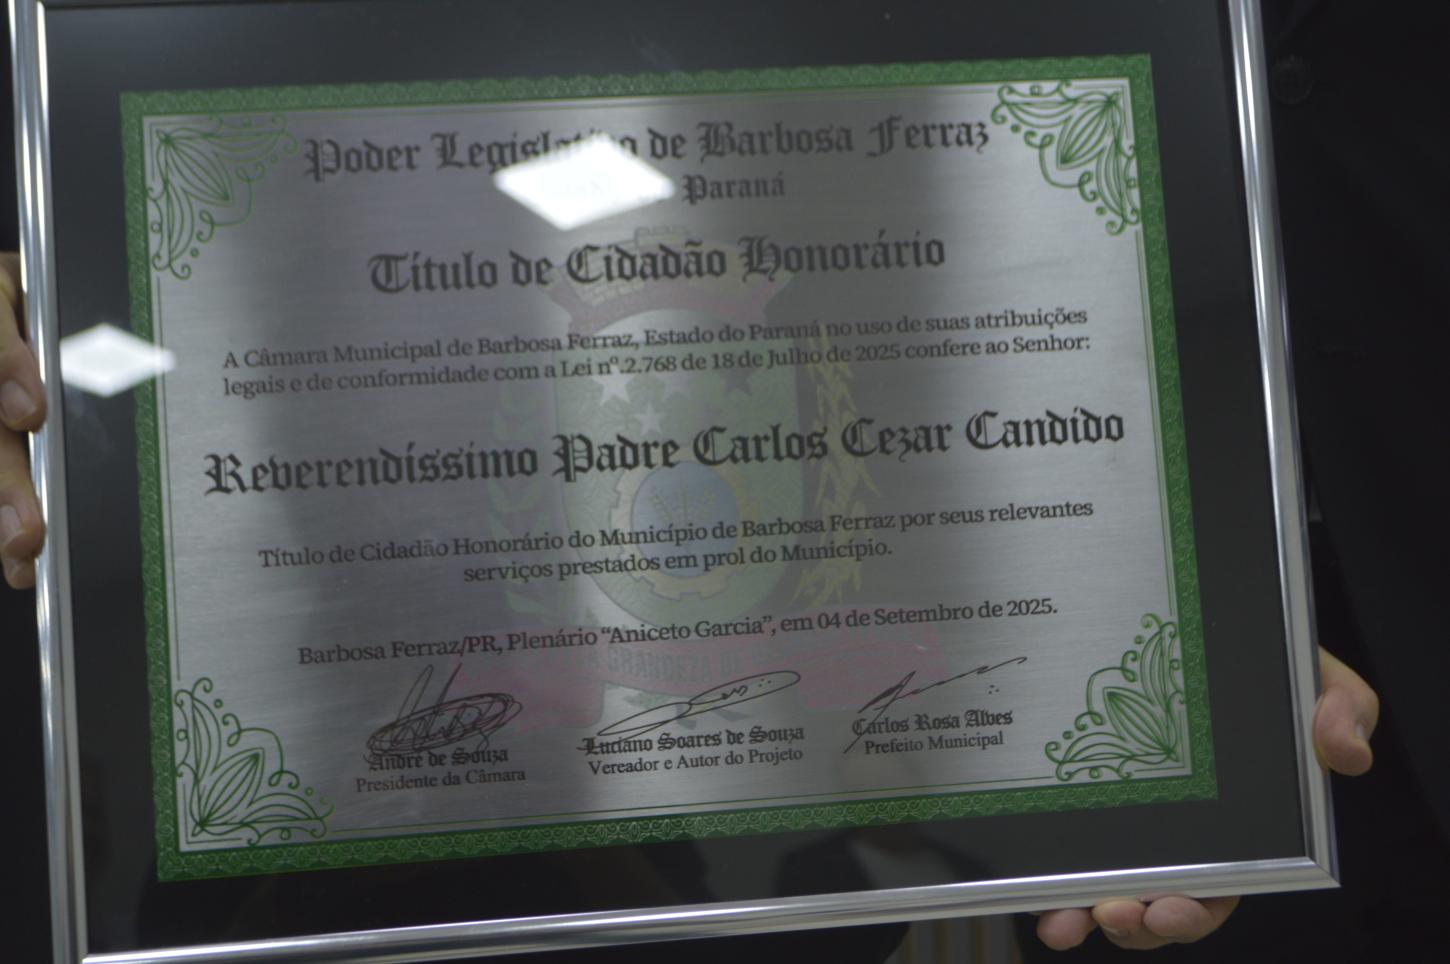 Poder Legislativo de Barbosa Ferraz
Paraná
Título de Cidadão Honorário
A Câmara Municipal de Barbosa Ferraz, Estado do Paraná no uso de suas atribuições
legais e de conformidade com a Lei nº.2.768 de 18 de Julho de 2025 confere ao Senhor:
Reverendíssimo Padre Carlos Cezar Candido
Título de Cidadão Honorário do Município de Barbosa Ferraz por seus relevantes
serviços prestados em prol do Município.
Barbosa Ferraz/PR, Plenário “Aniceto Garcia”, em 04 de Setembro de 2025.
GRANDEZA
André de Souza
Presidente da Câmara
Luciano Soares de Souza
Vereador e Autor do Projeto
Carlos Rosa Alves
Prefeito Municipal